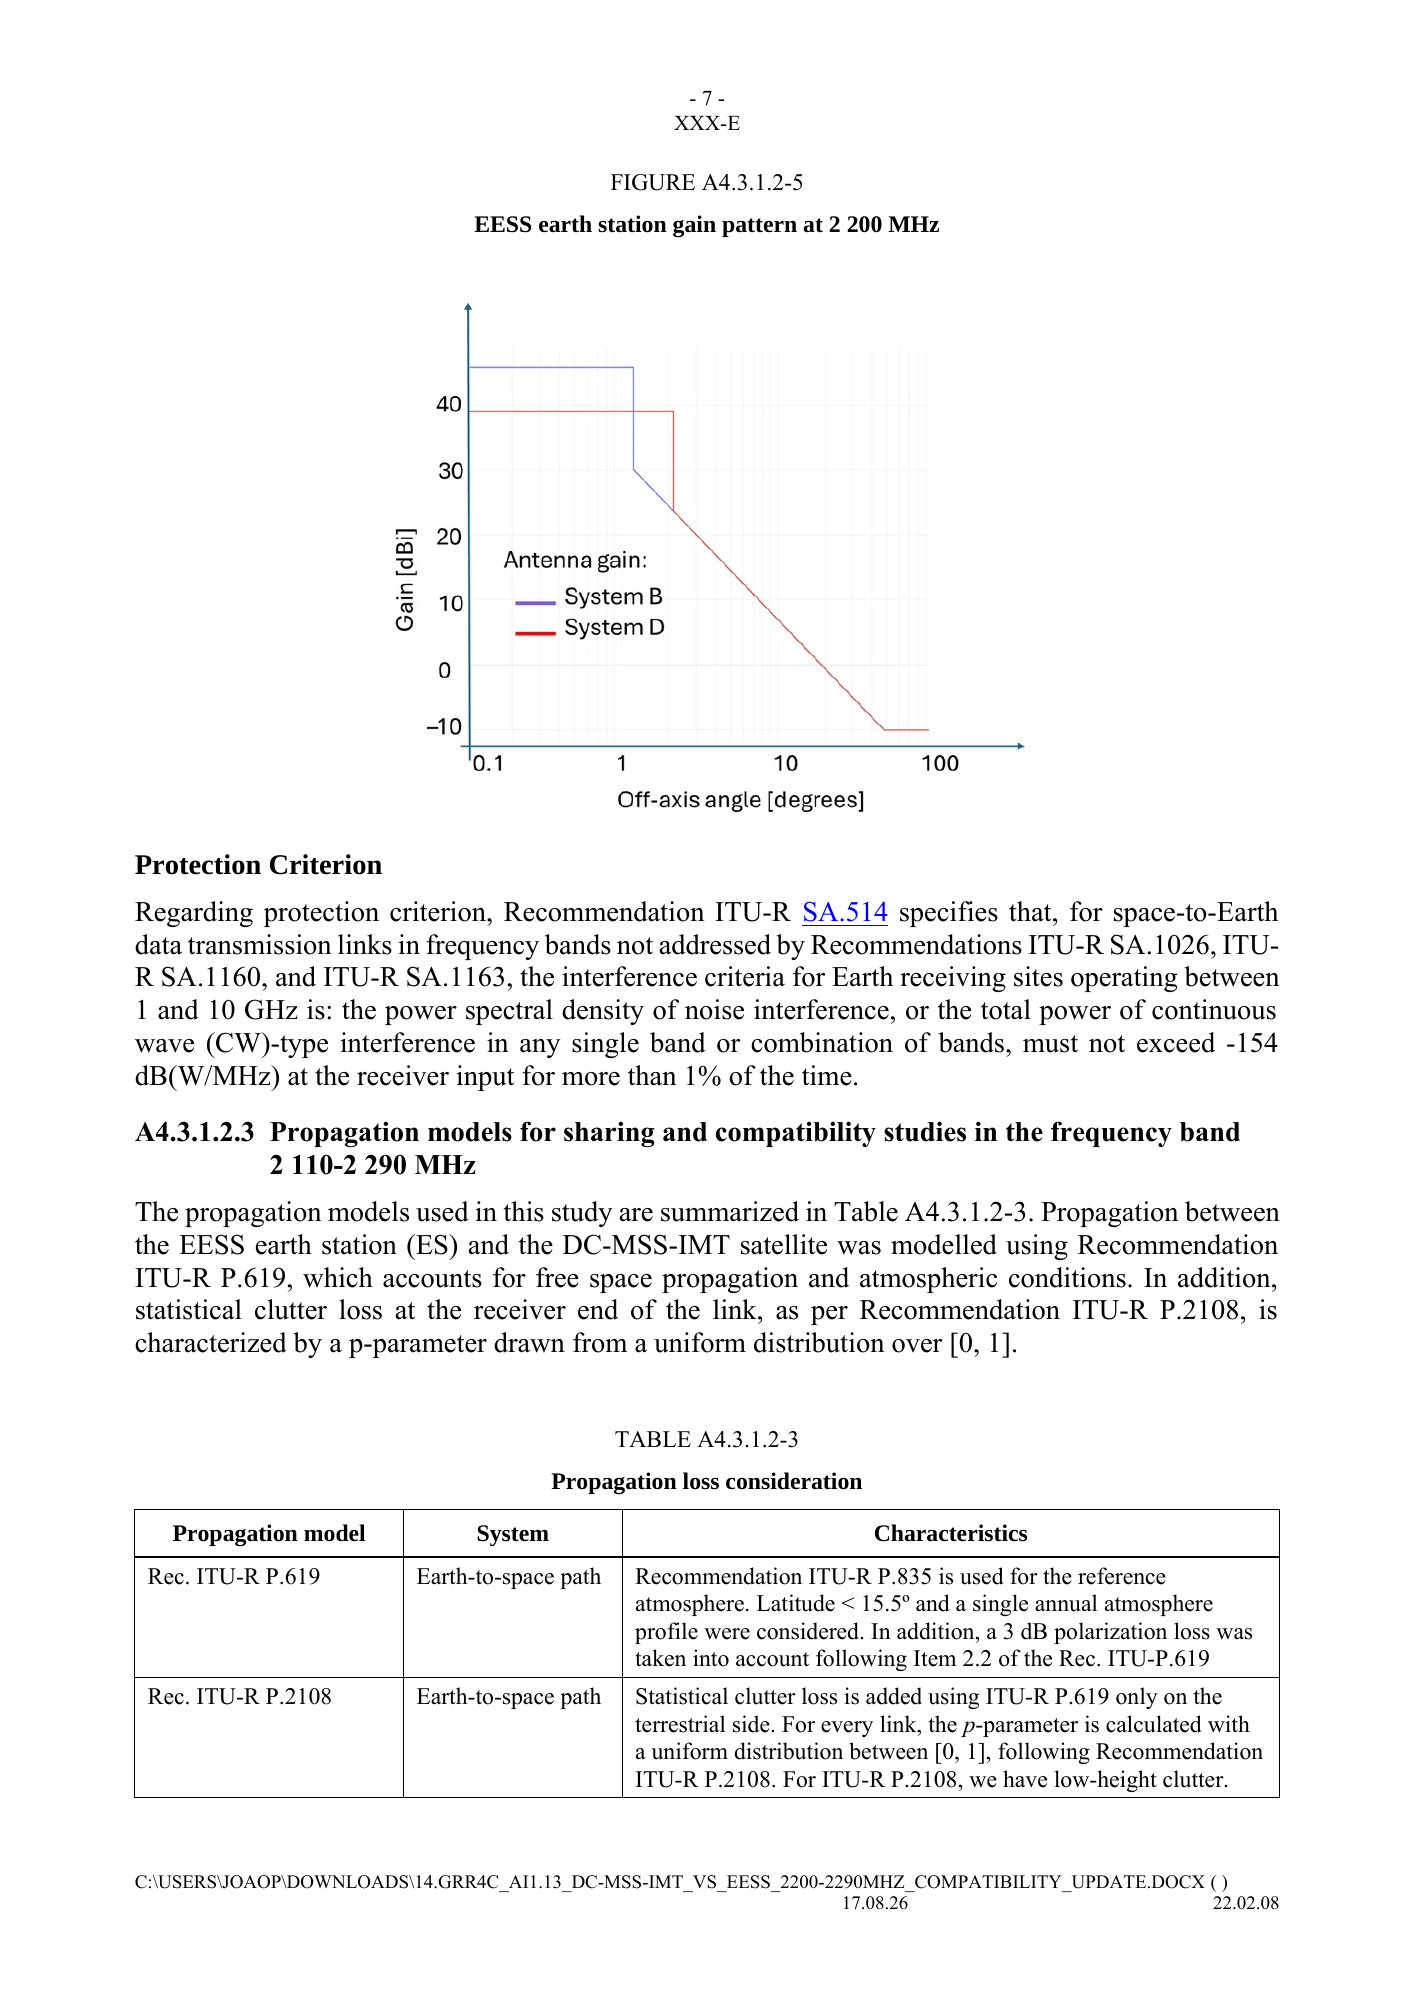 - 7 -
XXX-E
FIGURE A4.3.1.2-5
EESS earth station gain pattern at 2 200 MHz
40
30
20
10
0
–10
Gain [dBi]
Antenna gain:
System B
System D
0.1 1 10 100
Off-axis angle [degrees]
Protection Criterion
Regarding protection criterion, Recommendation ITU-R SA.514 specifies that, for space-to-Earth
data transmission links in frequency bands not addressed by Recommendations ITU-R SA.1026, ITU-
R SA.1160, and ITU-R SA.1163, the interference criteria for Earth receiving sites operating between
1 and 10 GHz is: the power spectral density of noise interference, or the total power of continuous
wave (CW)-type interference in any single band or combination of bands, must not exceed -154
dB(W/MHz) at the receiver input for more than 1% of the time.
A4.3.1.2.3 Propagation models for sharing and compatibility studies in the frequency band
2 110-2 290 MHz
The propagation models used in this study are summarized in Table A4.3.1.2-3. Propagation between
the EESS earth station (ES) and the DC-MSS-IMT satellite was modelled using Recommendation
ITU-R P.619, which accounts for free space propagation and atmospheric conditions. In addition,
statistical clutter loss at the receiver end of the link, as per Recommendation ITU-R P.2108, is
characterized by a p-parameter drawn from a uniform distribution over [0, 1].
TABLE A4.3.1.2-3
Propagation loss consideration
Propagation model System Characteristics
Rec. ITU-R P.619 Earth-to-space path Recommendation ITU-R P.835 is used for the reference
atmosphere. Latitude < 15.5º and a single annual atmosphere
profile were considered. In addition, a 3 dB polarization loss was
taken into account following Item 2.2 of the Rec. ITU-P.619
Rec. ITU-R P.2108 Earth-to-space path Statistical clutter loss is added using ITU-R P.619 only on the
terrestrial side. For every link, the p-parameter is calculated with
a uniform distribution between [0, 1], following Recommendation
ITU-R P.2108. For ITU-R P.2108, we have low-height clutter.
C:\USERS\JOAOP\DOWNLOADS\14.GRR4C_AI1.13_DC-MSS-IMT_VS_EESS_2200-2290MHZ_COMPATIBILITY_UPDATE.DOCX ( )
17.08.26 22.02.08